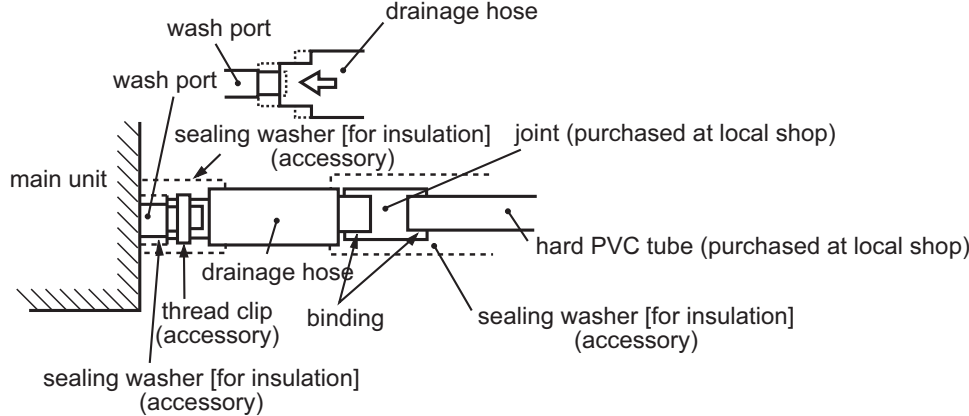 drainage hose
wash port
wash port
sealing washer [for insulation]
(accessory)
joint (purchased at local shop)
main unit
hard PVC tube (purchased at local shop)
drainage hose
thread clip
(accessory)
binding
sealing washer [for insulation]
(accessory)
sealing washer [for insulation]
(accessory)